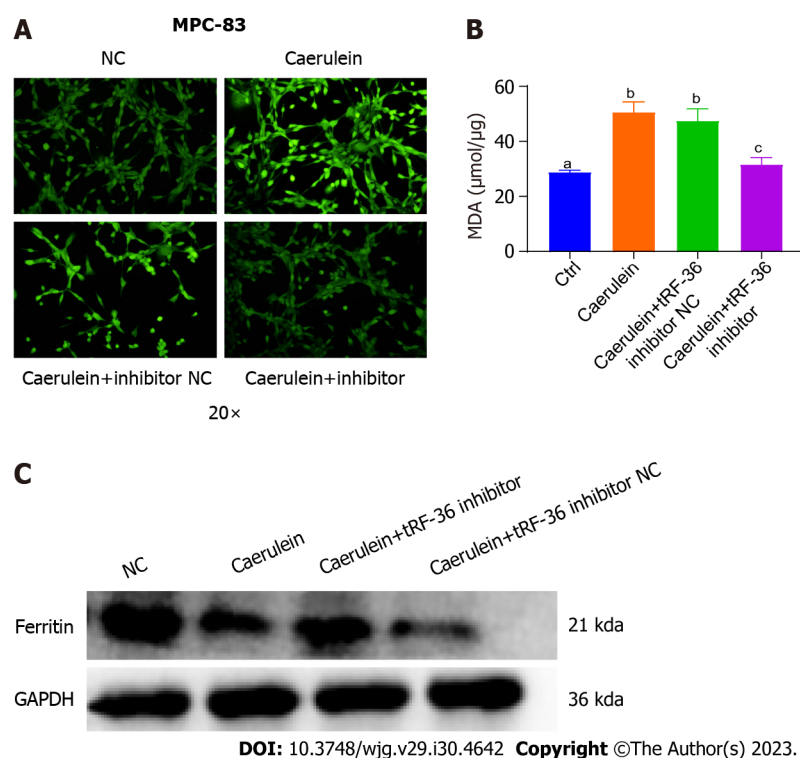 A
MPC-83
NC
Caerulein
Caerulein+inhibitor NC
Caerulein+inhibitor
20×
B
MDA (μmol/μg)
60
40
20
0
a
b
b
c
Ctrl
Caerulein
Caerulein+tRF-36
inhibitor NC
Caerulein+tRF-36
inhibitor
C
NC
Caerulein
Caerulein+tRF-36 inhibitor
Caerulein+tRF-36 inhibitor NC
Ferritin
21 kda
GAPDH
36 kda
DOI: 10.3748/wjg.v29.i30.4642 Copyright ©The Author(s) 2023.